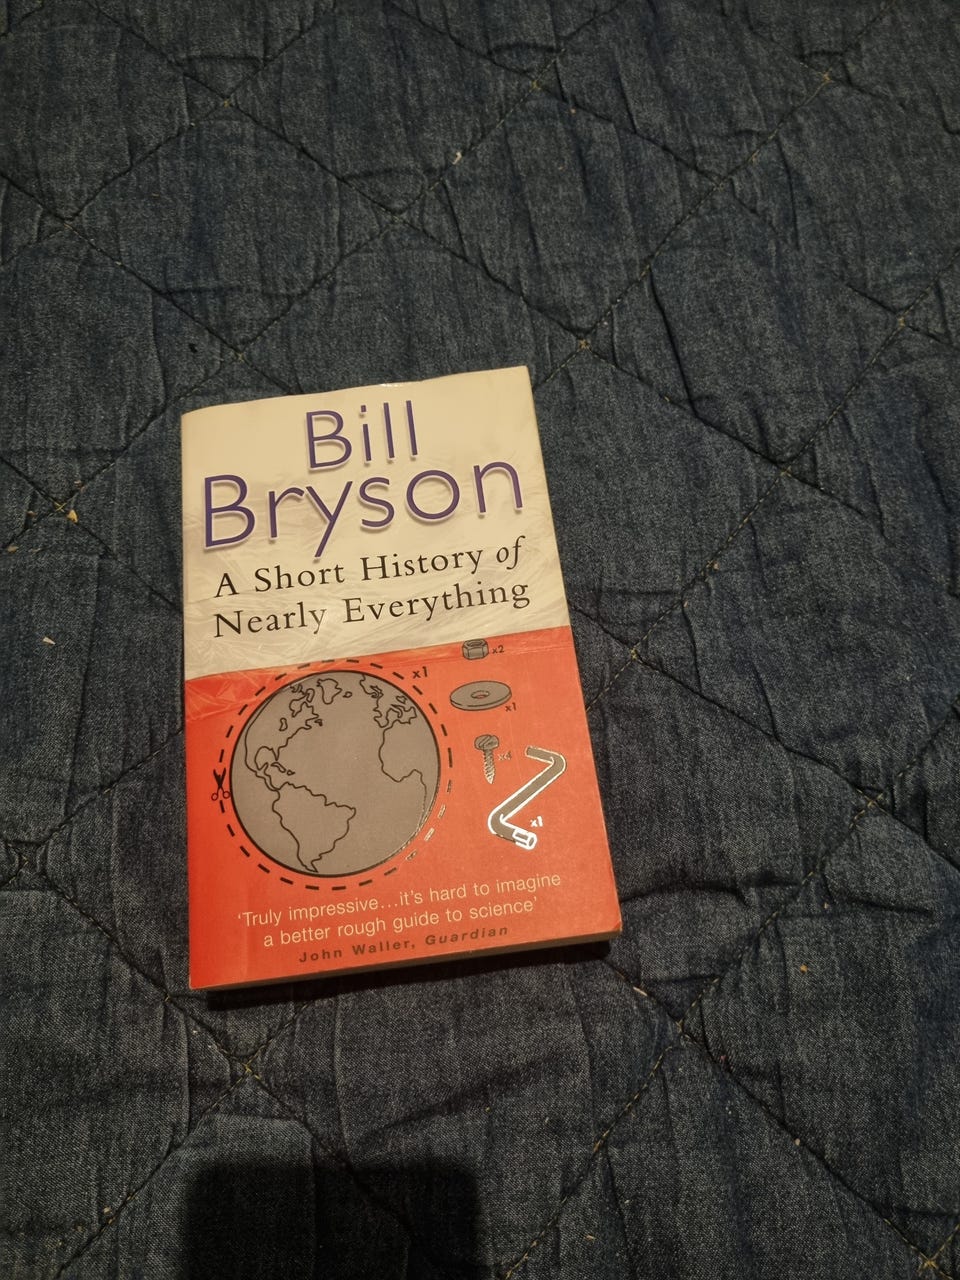 Bill
Bryson
A Short History of
Nearly Everything
x1
x2
x1
x4
x1
'Truly impressive...it's hard to imagine
a better rough guide to science'
John Waller, Guardian